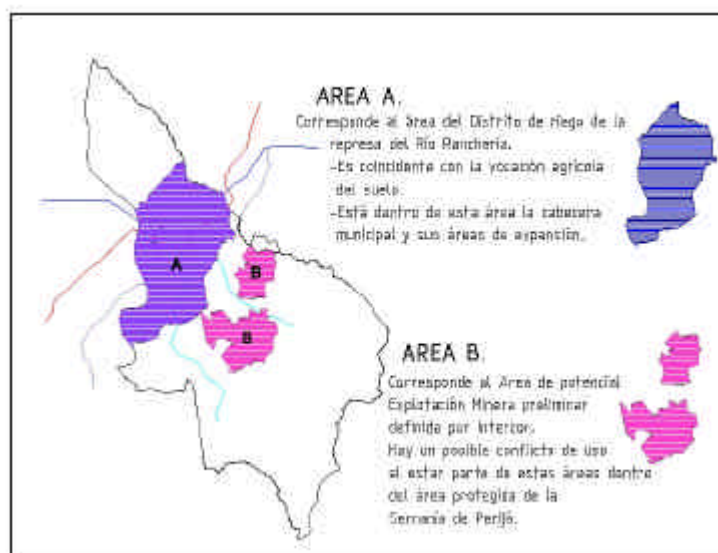 AREA A.
Corresponde al área del Distrito de riego de la
represa del Río Ranchería.
-Es coincidente con la vocación agrícola
del suelo.
-Está dentro de esta área la cabecera
municipal y sus áreas de expanción.
A
B
B
AREA B.
Corresponde al Area de potencial
Explotación Minera preliminar
definida por Intercor.
Hay un posible conflicto de uso
al estar parte de estas áreas dentro
del área protegida de la
Serranía de Perijá.